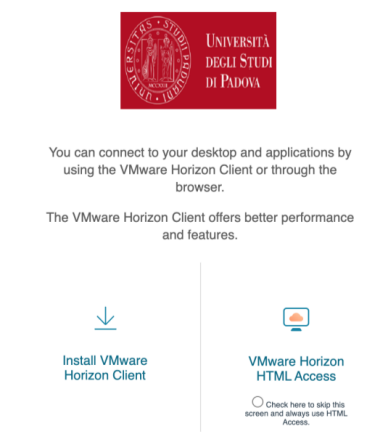 UNIVERSITÀ
DEGLI STUDI
DI PADOVA
You can connect to your desktop and applications by
using the VMware Horizon Client or through the
browser.
The VMware Horizon Client offers better performance
and features.
Install VMware
Horizon Client
VMware Horizon
HTML Access
Check here to skip this
screen and always use HTML
Access.